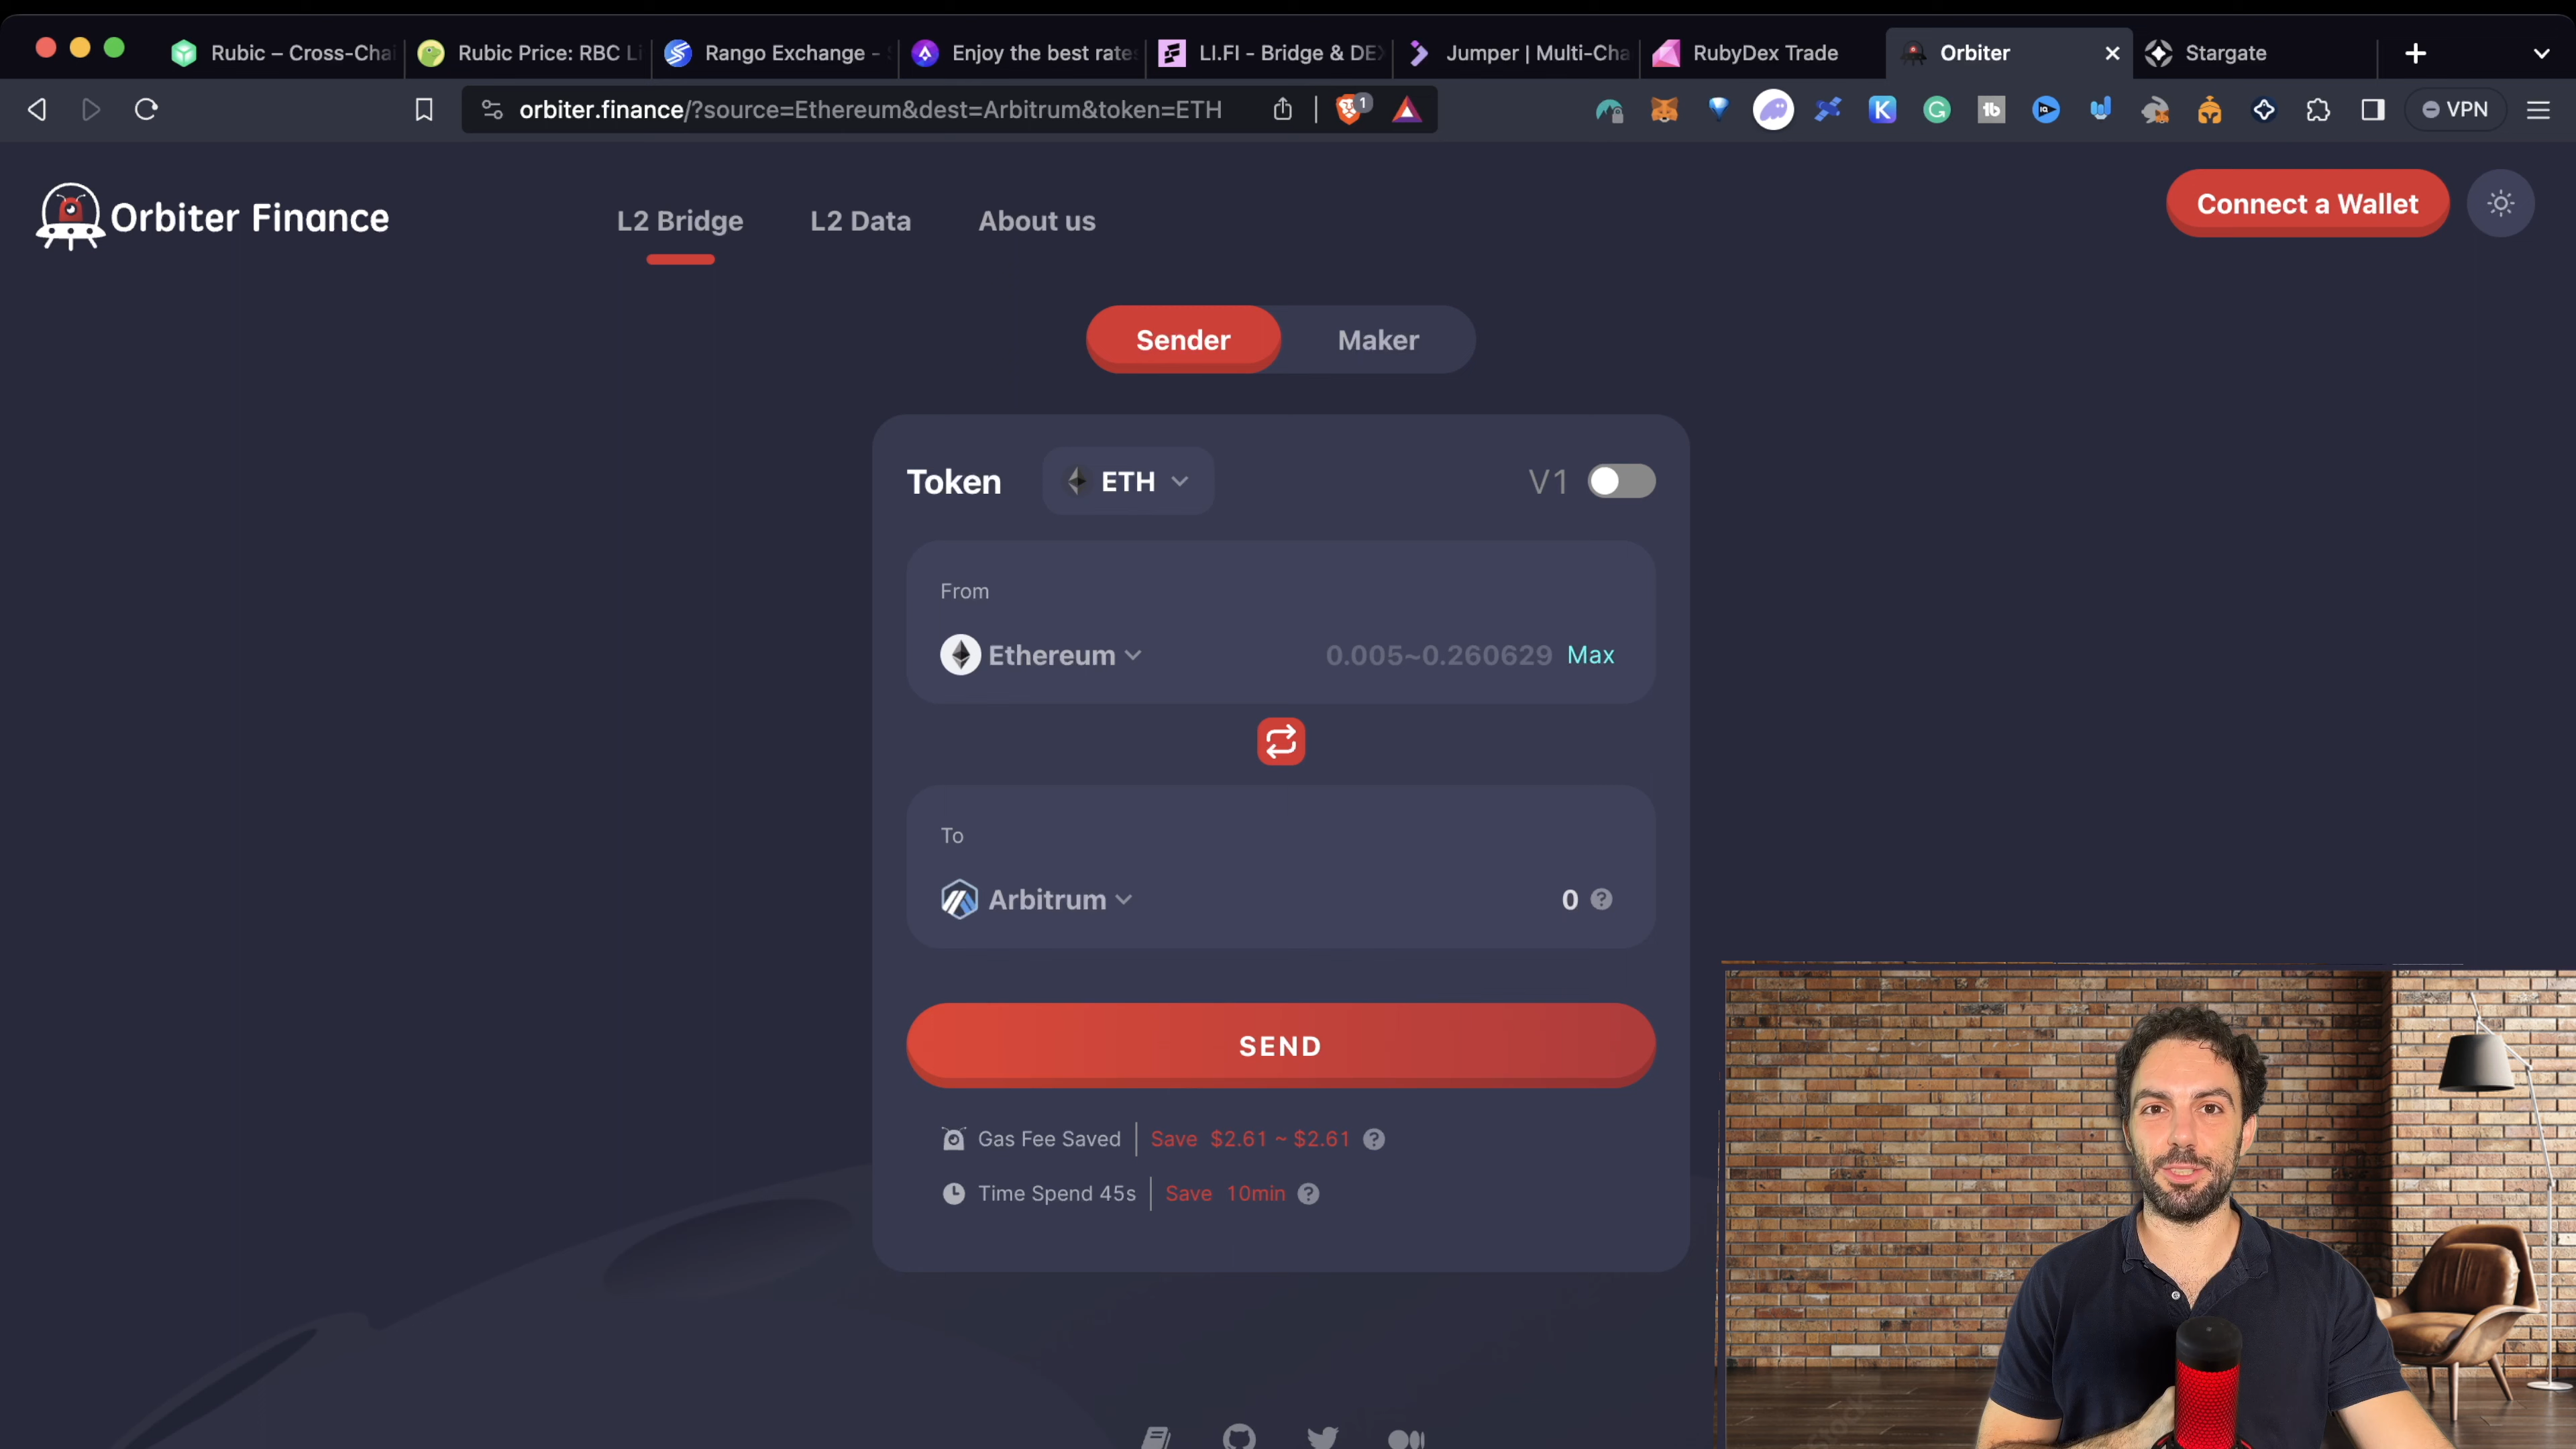 Rubic – Cross-Chai
Rubic Price: RBC Li
Rango Exchange -
Enjoy the best rate
LI.FI - Bridge & DEX
Jumper | Multi-Cha
RubyDex Trade
Orbiter
Stargate
orbiter.finance/?source=Ethereum&dest=Arbitrum&token=ETH
1
VPN
Orbiter Finance
L2 Bridge
L2 Data
About us
Connect a Wallet
Sender
Maker
Token
ETH
V1
From
Ethereum
0.005~0.260629
Max
To
Arbitrum
0
SEND
Gas Fee Saved
Save $2.61 ~ $2.61
Time Spend 45s
Save 10min